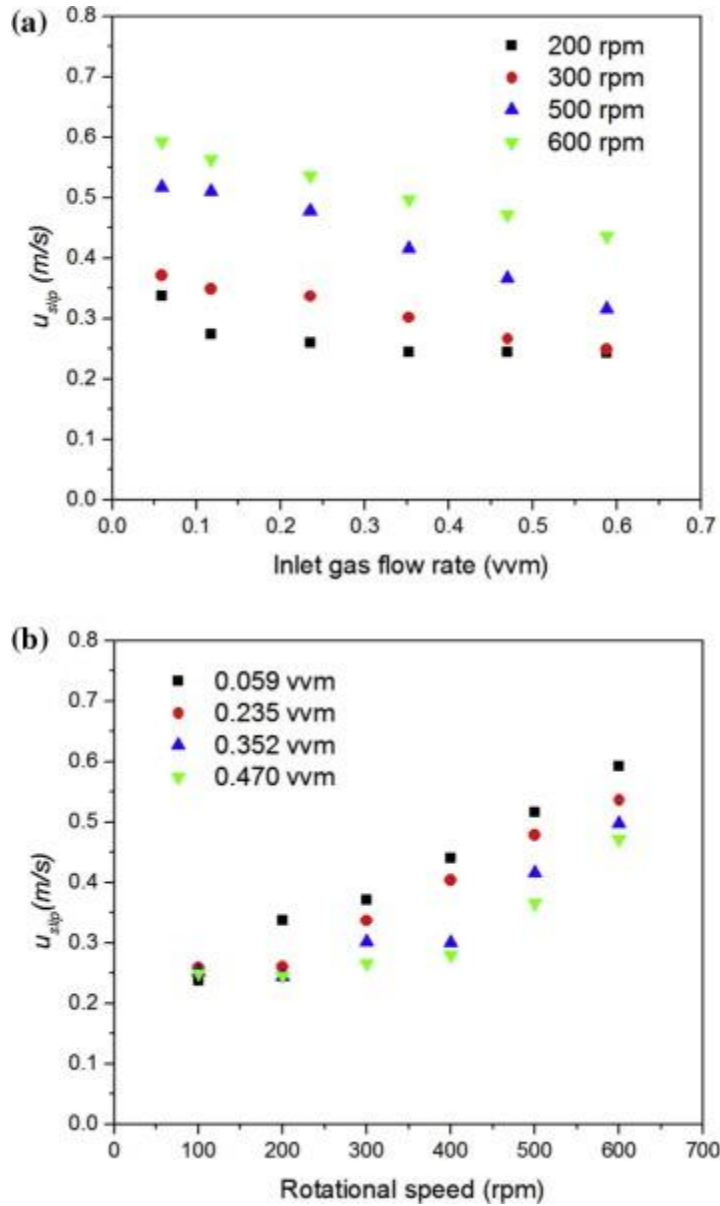 (a)
0.8
0.7
0.6
0.5
0.4
0.3
0.2
0.1
0.0
u_slip (m/s)
200 rpm
300 rpm
500 rpm
600 rpm
0.0 0.1 0.2 0.3 0.4 0.5 0.6 0.7
Inlet gas flow rate (vvm)
(b)
0.8
0.7
0.6
0.5
0.4
0.3
0.2
0.1
0.0
u_slip (m/s)
0.059 vvm
0.235 vvm
0.352 vvm
0.470 vvm
0 100 200 300 400 500 600 700
Rotational speed (rpm)